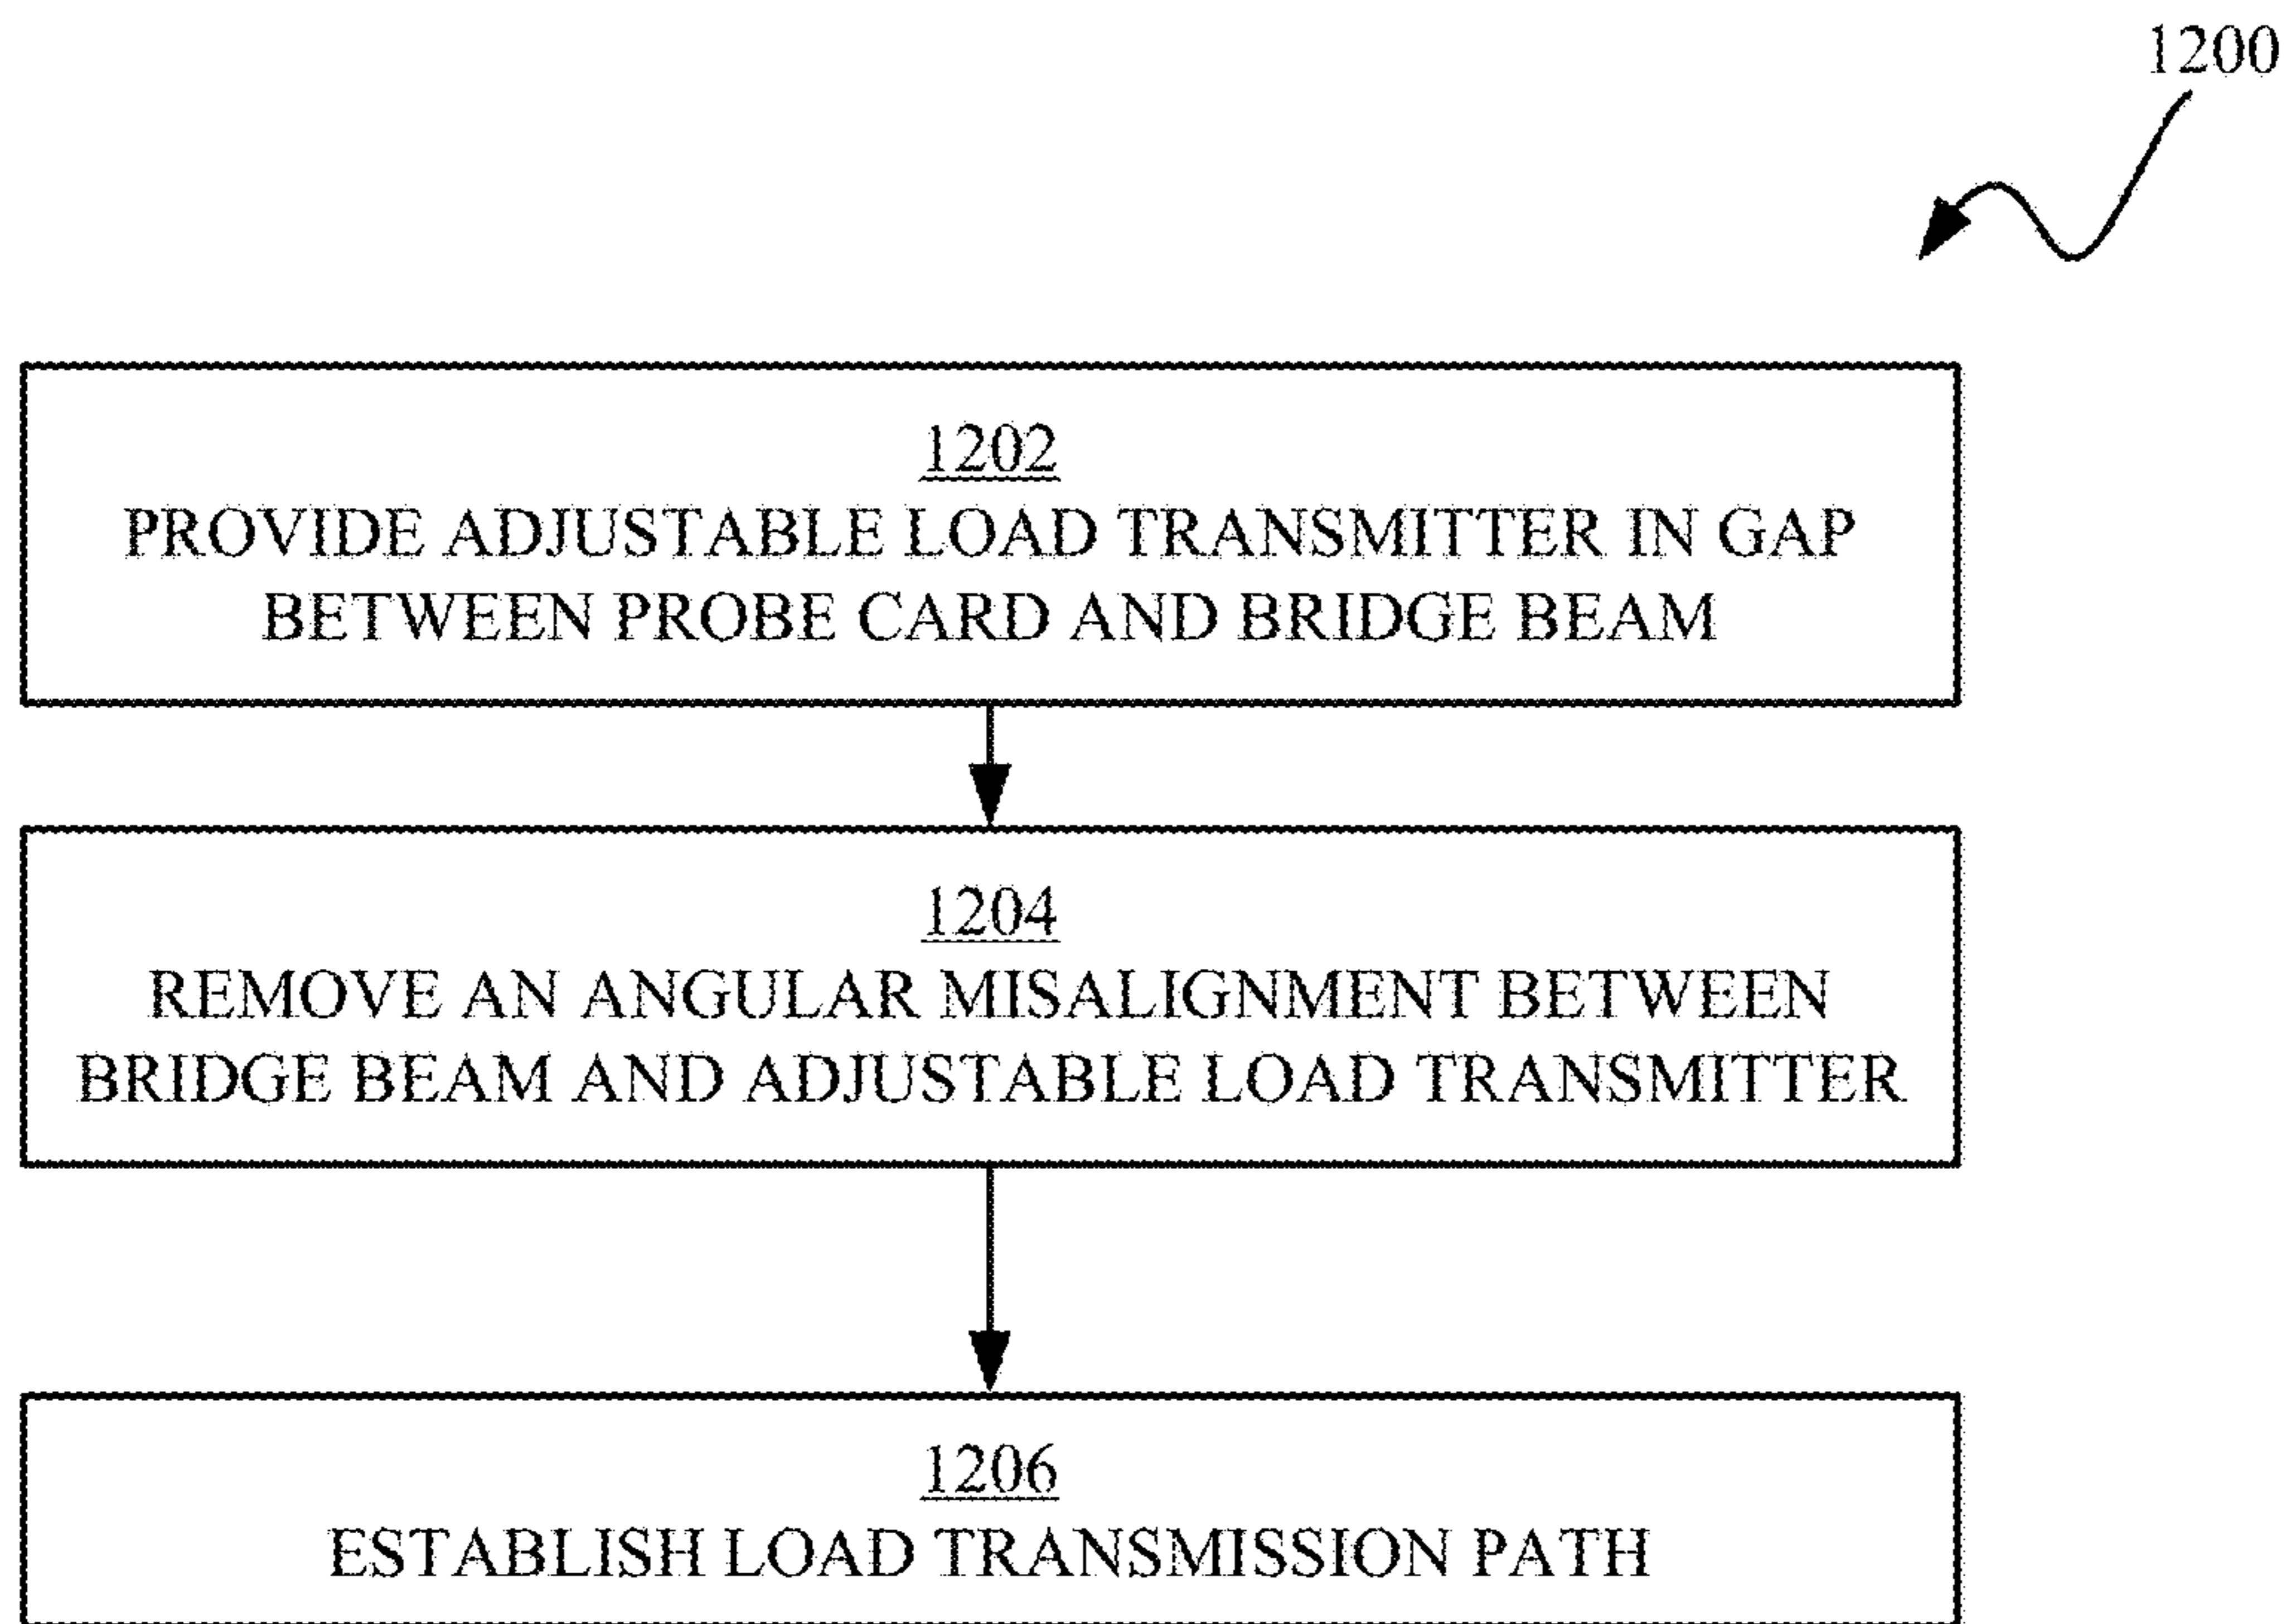 1200
1202
PROVIDE ADJUSTABLE LOAD TRANSMITTER IN GAP
BETWEEN PROBE CARD AND BRIDGE BEAM
1204
REMOVE AN ANGULAR MISALIGNMENT BETWEEN
BRIDGE BEAM AND ADJUSTABLE LOAD TRANSMITTER
1206
ESTABLISH LOAD TRANSMISSION PATH